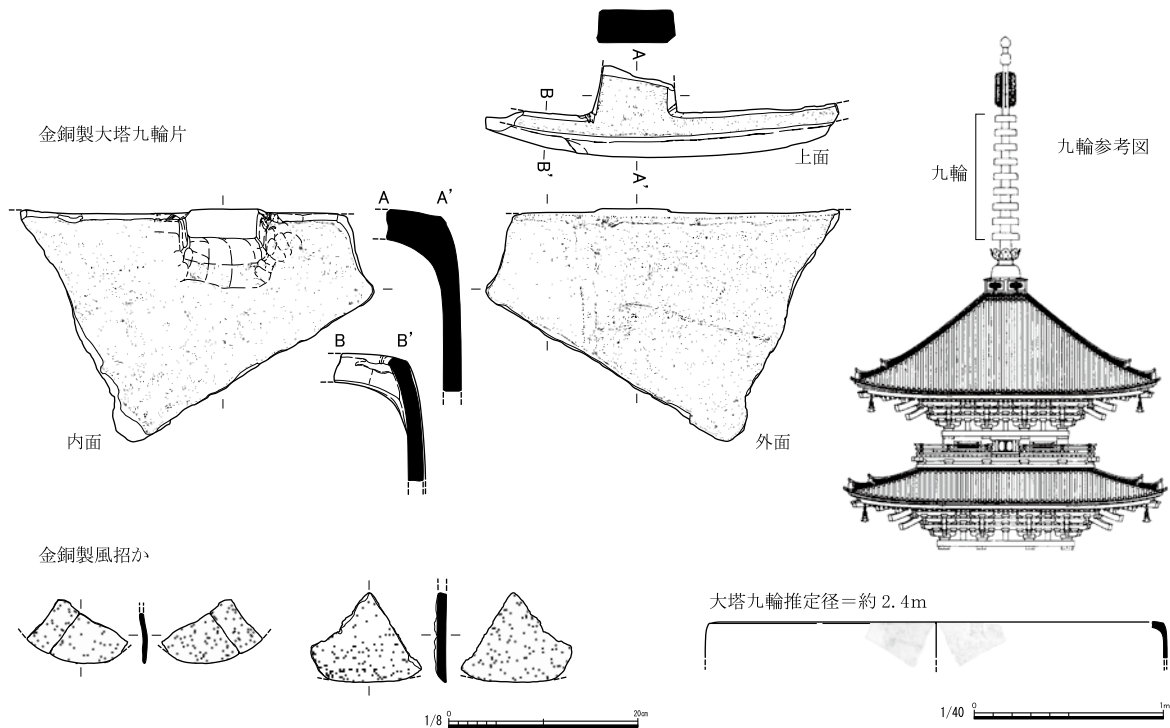 金銅製大塔九輪片
A
B
B'
A'
上面
九輪
九輪参考図
A A'
B B'
内面
外面
金銅製風招か
大塔九輪推定径=約2.4m
1/8 0 20cm
1/40 0 1m